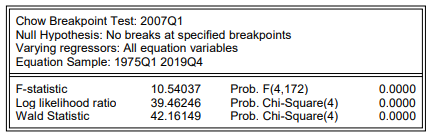 Chow Breakpoint Test: 2007Q1
Null Hypothesis: No breaks at specified breakpoints
Varying regressors: All equation variables
Equation Sample: 1975Q1 2019Q4
F-statistic 10.54037 Prob. F(4,172) 0.0000
Log likelihood ratio 39.46246 Prob. Chi-Square(4) 0.0000
Wald Statistic 42.16149 Prob. Chi-Square(4) 0.0000